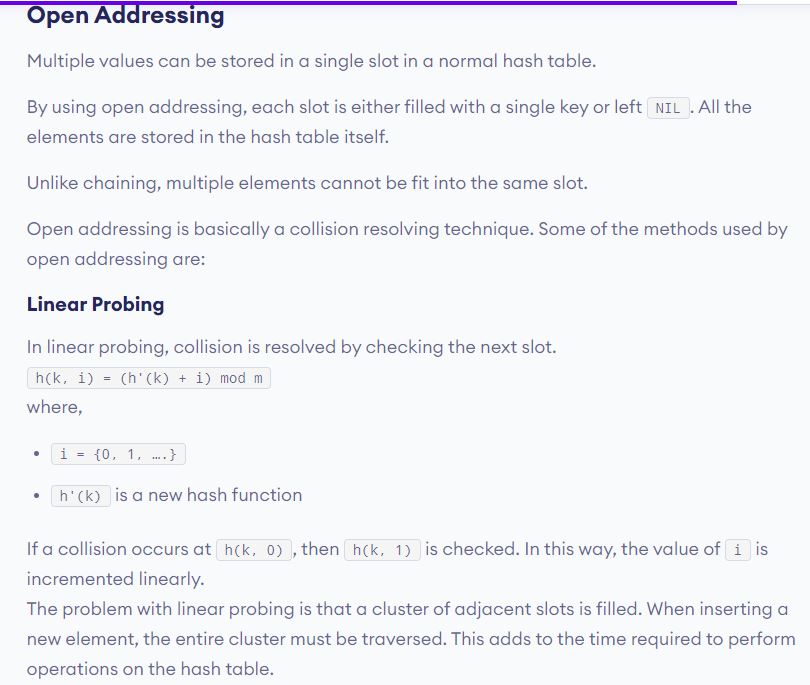 Open Addressing
Multiple values can be stored in a single slot in a normal hash table.
By using open addressing, each slot is either filled with a single key or left NIL . All the
elements are stored in the hash table itself.
Unlike chaining, multiple elements cannot be fit into the same slot.
Open addressing is basically a collision resolving technique. Some of the methods used by
open addressing are:
Linear Probing
In linear probing, collision is resolved by checking the next slot.
h(k, i) = (h'(k) + i) mod m
where,
• i = {0, 1, ….}
• h'(k) is a new hash function
If a collision occurs at h(k, 0) , then h(k, 1) is checked. In this way, the value of i is
incremented linearly.
The problem with linear probing is that a cluster of adjacent slots is filled. When inserting a
new element, the entire cluster must be traversed. This adds to the time required to perform
operations on the hash table.